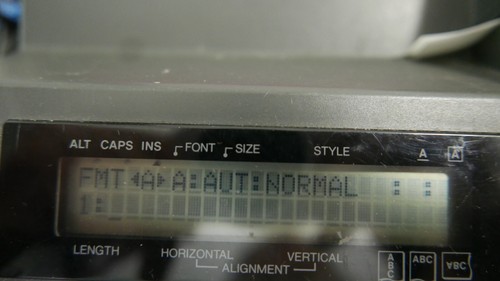 ALT CAPS INS FONT SIZE STYLE A A
FMT ◂A▸ A:AUT:NORMAL : :
1:_
LENGTH HORIZONTAL VERTICAL
ALIGNMENT
ABC ABC ABC